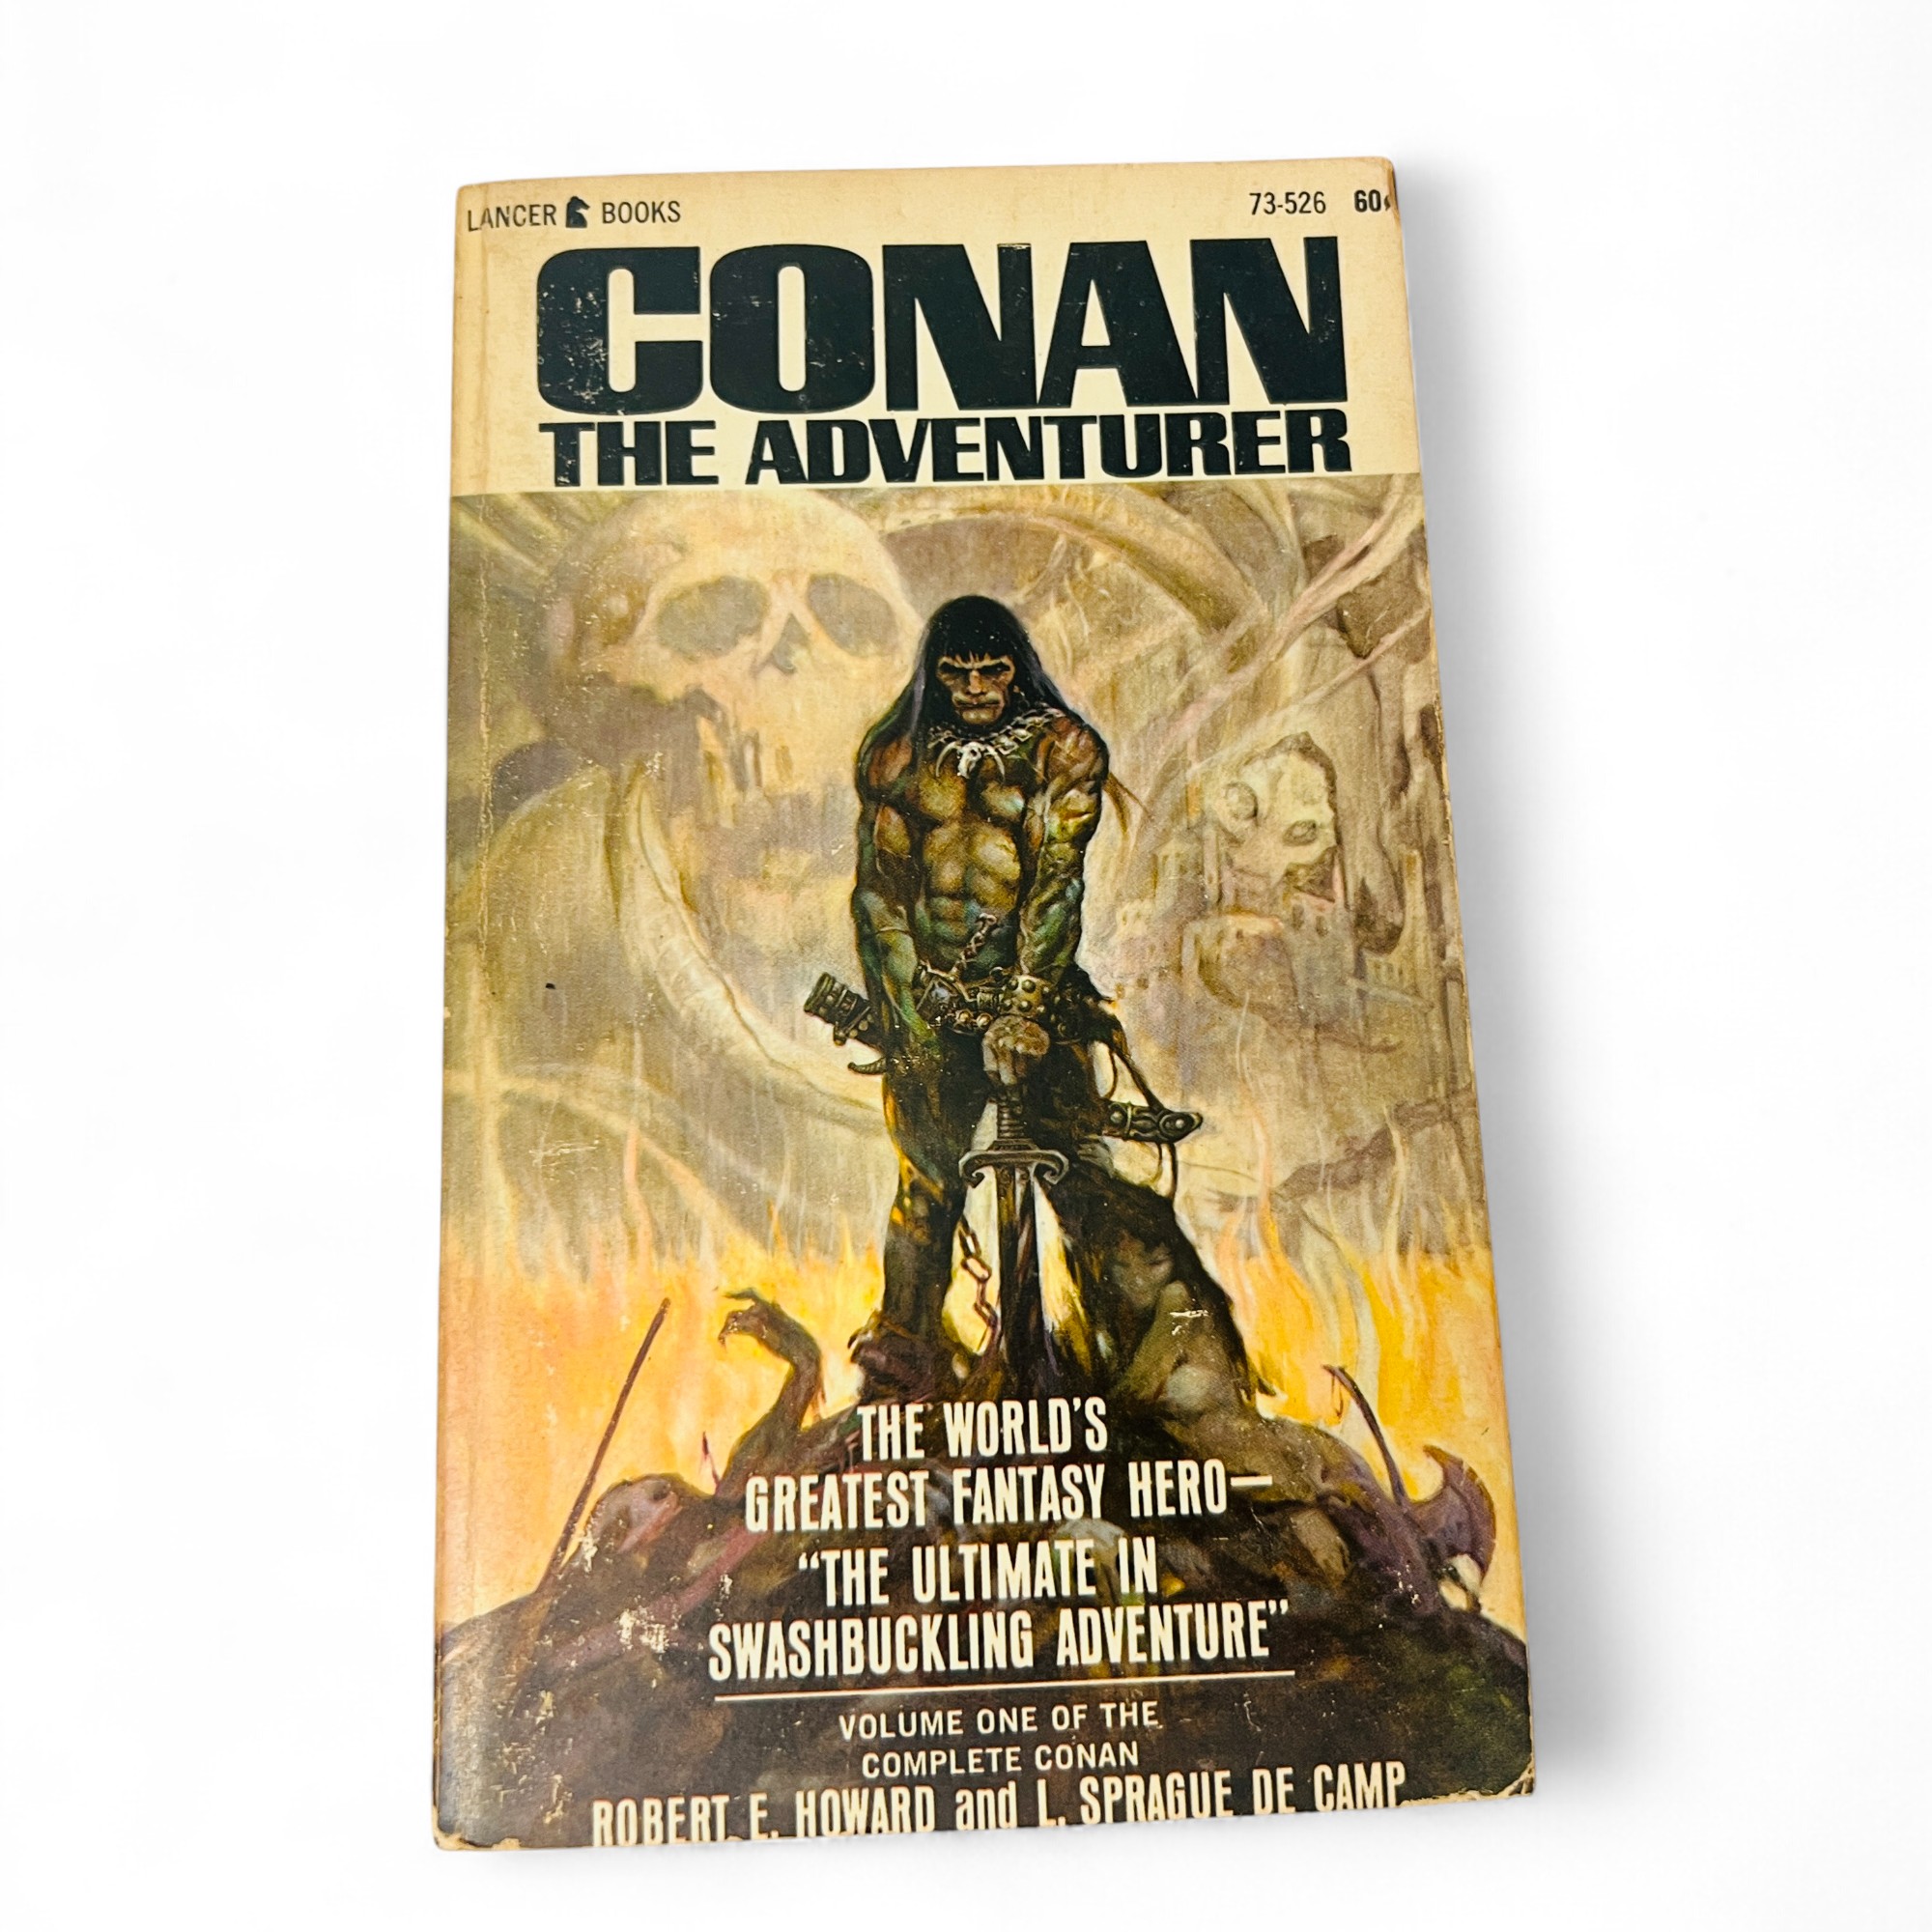 LANCER BOOKS 73-526 60¢
CONAN
THE ADVENTURER
THE WORLD'S
GREATEST FANTASY HERO—
“THE ULTIMATE IN
SWASHBUCKLING ADVENTURE”
VOLUME ONE OF THE
COMPLETE CONAN
ROBERT E. HOWARD and L. SPRAGUE DE CAMP